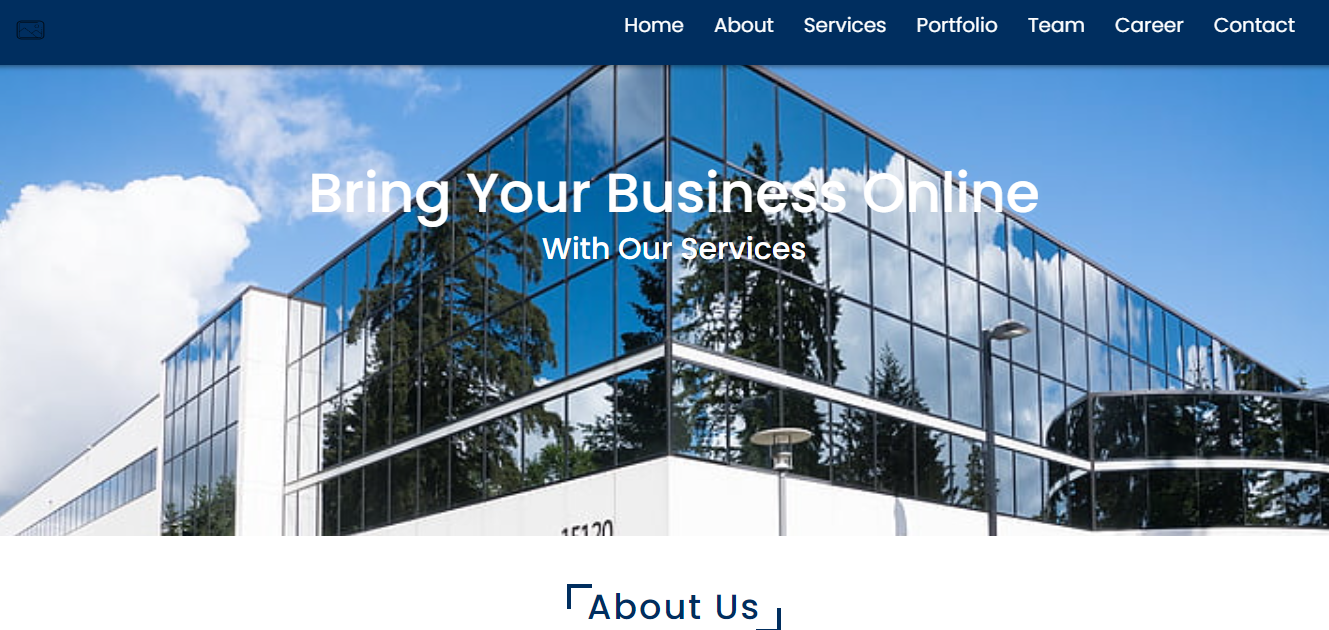 Home About Services Portfolio Team Career Contact
Bring Your Business Online
With Our Services
15120
About Us